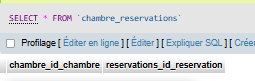 SELECT * FROM `chambre_reservations`
Profilage [ Éditer en ligne ] [ Éditer ] [ Expliquer SQL ] [ Créer
chambre_id_chambre reservations_id_reservation